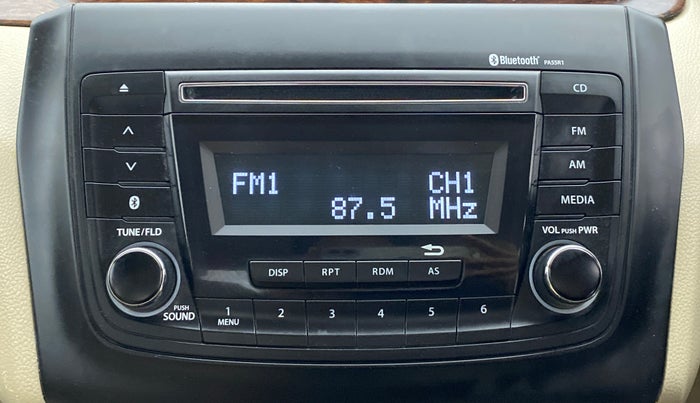 Bluetooth PA55R1
CD
FM
FM1 CH1
AM
87.5 MHz
MEDIA
TUNE/FLD
VOL PUSH PWR
DISP RPT RDM AS
PUSH
SOUND
1 2 3 4 5 6
MENU